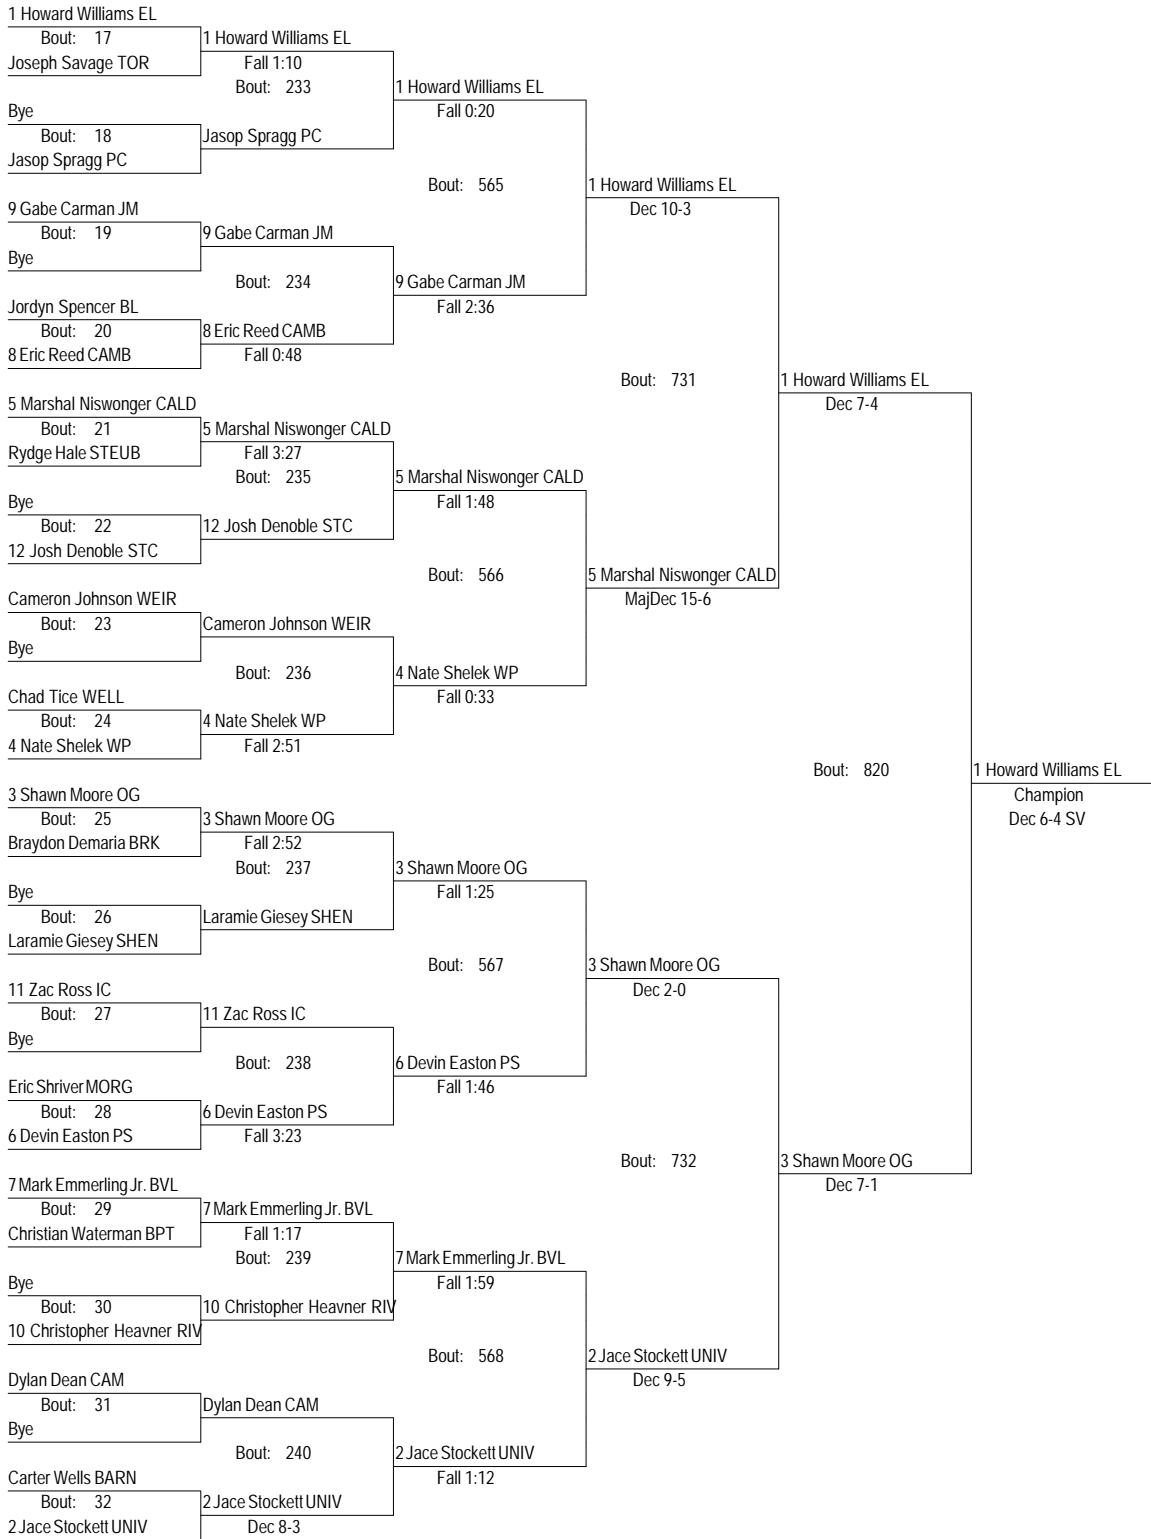 1 Howard Williams EL
Bout: 17
Joseph Savage TOR
1 Howard Williams EL
Fall 1:10
Bout: 233
Bye
Bout: 18
Jasop Spragg PC
Jasop Spragg PC
1 Howard Williams EL
Fall 0:20
Bout: 565
9 Gabe Carman JM
Bout: 19
Bye
9 Gabe Carman JM
Bout: 234
Jordyn Spencer BL
Bout: 20
8 Eric Reed CAMB
8 Eric Reed CAMB
Fall 0:48
9 Gabe Carman JM
Fall 2:36
1 Howard Williams EL
Dec 10-3
Bout: 731
5 Marshal Niswonger CALD
Bout: 21
Rydge Hale STEUB
5 Marshal Niswonger CALD
Fall 3:27
Bout: 235
Bye
Bout: 22
12 Josh Denoble STC
12 Josh Denoble STC
5 Marshal Niswonger CALD
Fall 1:48
Bout: 566
Cameron Johnson WEIR
Bout: 23
Bye
Cameron Johnson WEIR
Bout: 236
Chad Tice WELL
Bout: 24
4 Nate Shelek WP
4 Nate Shelek WP
Fall 2:51
4 Nate Shelek WP
Fall 0:33
5 Marshal Niswonger CALD
MajDec 15-6
1 Howard Williams EL
Dec 7-4
Bout: 820
1 Howard Williams EL
Champion
Dec 6-4 SV
3 Shawn Moore OG
Bout: 25
Braydon Demaria BRK
3 Shawn Moore OG
Fall 2:52
Bout: 237
Bye
Bout: 26
Laramie Giesey SHEN
Laramie Giesey SHEN
3 Shawn Moore OG
Fall 1:25
Bout: 567
11 Zac Ross IC
Bout: 27
Bye
11 Zac Ross IC
Bout: 238
Eric Shriver MORG
Bout: 28
6 Devin Easton PS
6 Devin Easton PS
Fall 3:23
6 Devin Easton PS
Fall 1:46
3 Shawn Moore OG
Dec 2-0
Bout: 732
3 Shawn Moore OG
Dec 7-1
7 Mark Emmerling Jr. BVL
Bout: 29
Christian Waterman BPT
7 Mark Emmerling Jr. BVL
Fall 1:17
Bout: 239
Bye
Bout: 30
10 Christopher Heavner RIV
10 Christopher Heavner RIV
7 Mark Emmerling Jr. BVL
Fall 1:59
Bout: 568
2 Jace Stockett UNIV
Dec 9-5
Dylan Dean CAM
Bout: 31
Bye
Dylan Dean CAM
Bout: 240
Carter Wells BARN
Bout: 32
2 Jace Stockett UNIV
2 Jace Stockett UNIV
Dec 8-3
2 Jace Stockett UNIV
Fall 1:12